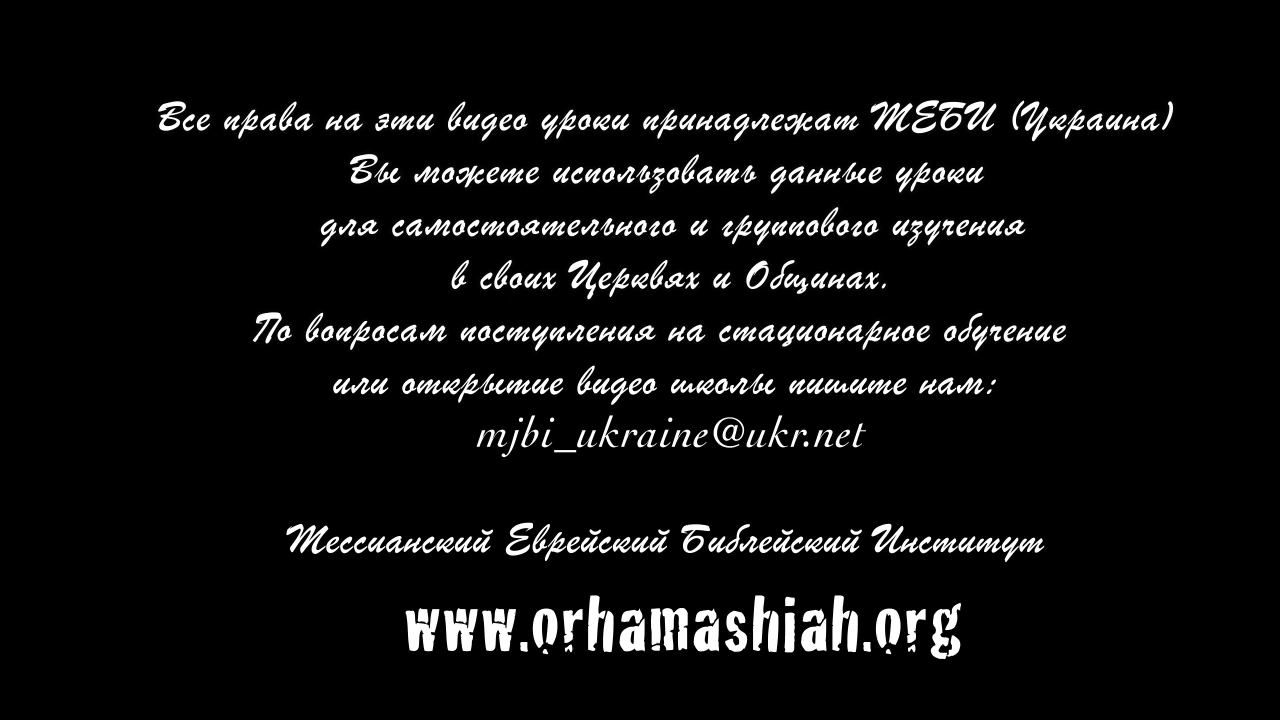 Все права на эти видео уроки принадлежат МЕБИ (Украина)
Вы можете использовать данные уроки
для самостоятельного и группового изучения
в своих Церквях и Общинах.
По вопросам поступления на стационарное обучение
или открытие видео школы пишите нам:
mjbi_ukraine@ukr.net
Мессианский Еврейский Библейский Институт
www.orhamashiah.org